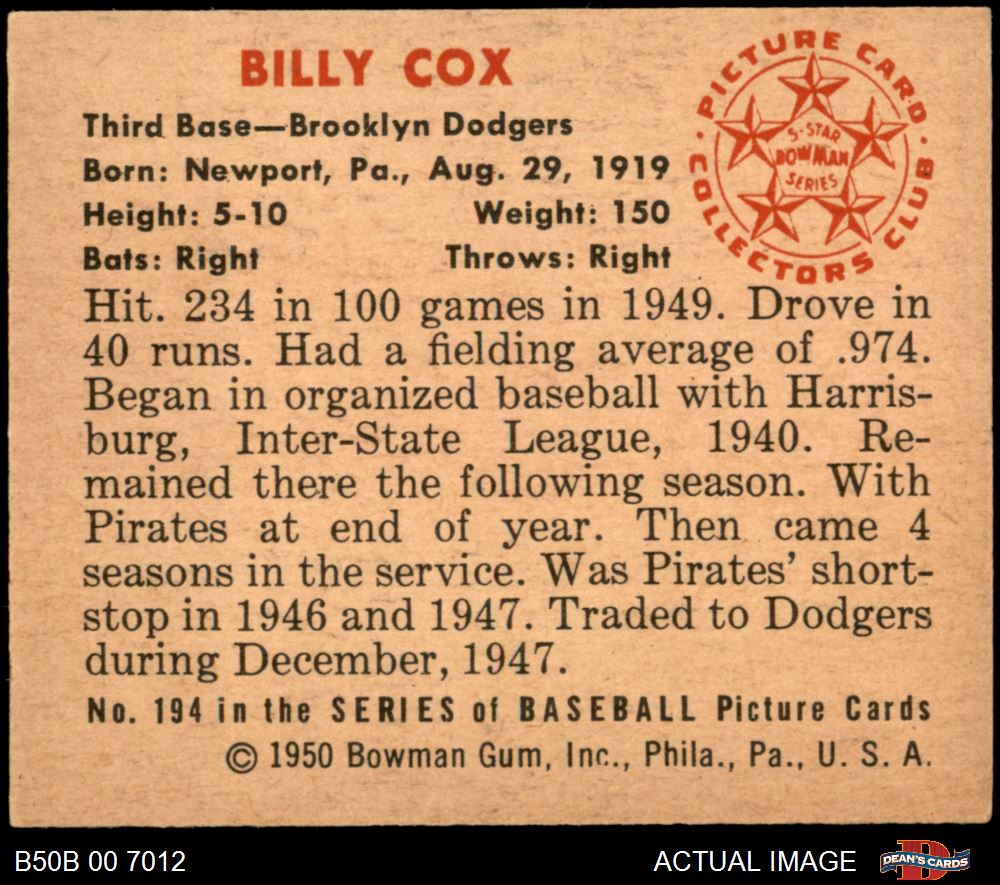 BILLY COX
Third Base—Brooklyn Dodgers
Born: Newport, Pa., Aug. 29, 1919
Height: 5-10 Weight: 150
Bats: Right Throws: Right
PICTURE CARD COLLECTORS CLUB
5-STAR
BOWMAN
SERIES
Hit. 234 in 100 games in 1949. Drove in
40 runs. Had a fielding average of .974.
Began in organized baseball with Harris-
burg, Inter-State League, 1940. Re-
mained there the following season. With
Pirates at end of year. Then came 4
seasons in the service. Was Pirates' short-
stop in 1946 and 1947. Traded to Dodgers
during December, 1947.
No. 194 in the SERIES of BASEBALL Picture Cards
© 1950 Bowman Gum, Inc., Phila., Pa., U. S. A.
B50B 00 7012 ACTUAL IMAGE DEAN'S CARDS